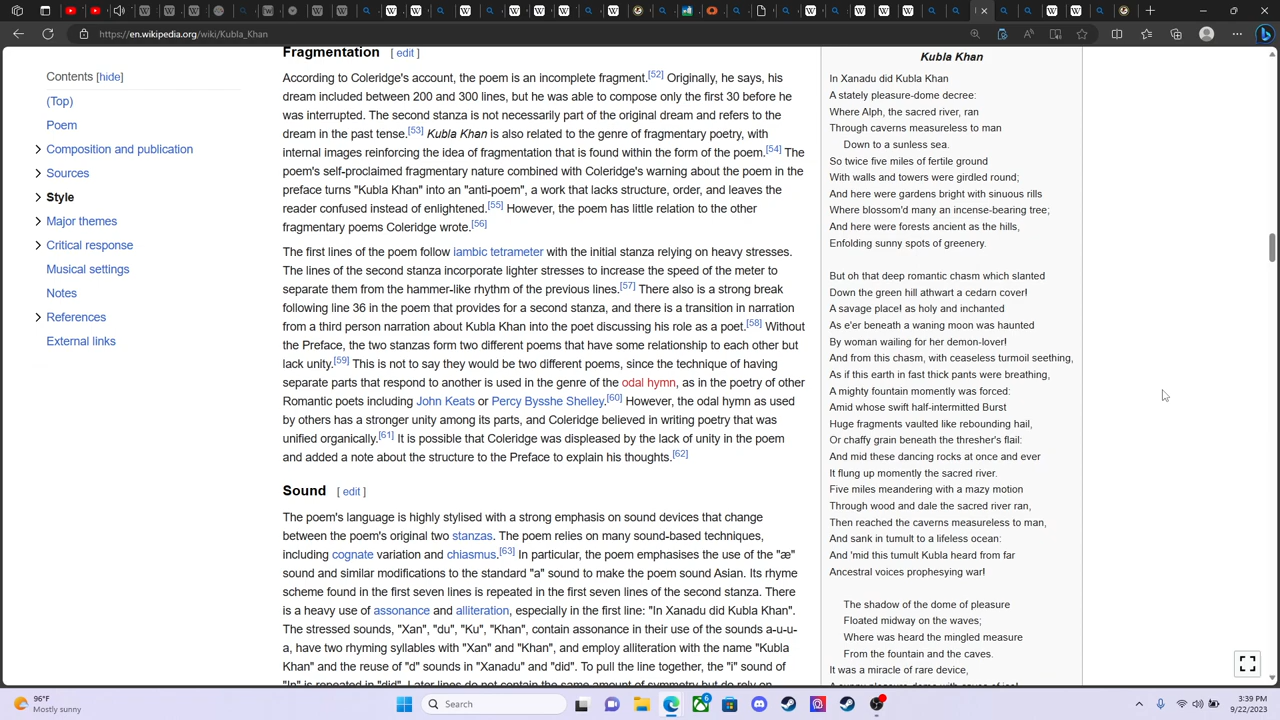 https://en.wikipedia.org/wiki/Kubla_Khan
Contents [hide]
(Top)
Poem
Composition and publication
Sources
Style
Major themes
Critical response
Musical settings
Notes
References
External links
Fragmentation [ edit ]
According to Coleridge's account, the poem is an incomplete fragment.[52] Originally, he says, his
dream included between 200 and 300 lines, but he was able to compose only the first 30 before he
was interrupted. The second stanza is not necessarily part of the original dream and refers to the
dream in the past tense.[53] Kubla Khan is also related to the genre of fragmentary poetry, with
internal images reinforcing the idea of fragmentation that is found within the form of the poem.[54] The
poem's self-proclaimed fragmentary nature combined with Coleridge's warning about the poem in the
preface turns "Kubla Khan" into an "anti-poem", a work that lacks structure, order, and leaves the
reader confused instead of enlightened.[55] However, the poem has little relation to the other
fragmentary poems Coleridge wrote.[56]
The first lines of the poem follow iambic tetrameter with the initial stanza relying on heavy stresses.
The lines of the second stanza incorporate lighter stresses to increase the speed of the meter to
separate them from the hammer-like rhythm of the previous lines.[57] There also is a strong break
following line 36 in the poem that provides for a second stanza, and there is a transition in narration
from a third person narration about Kubla Khan into the poet discussing his role as a poet.[58] Without
the Preface, the two stanzas form two different poems that have some relationship to each other but
lack unity.[59] This is not to say they would be two different poems, since the technique of having
separate parts that respond to another is used in the genre of the odal hymn, as in the poetry of other
Romantic poets including John Keats or Percy Bysshe Shelley.[60] However, the odal hymn as used
by others has a stronger unity among its parts, and Coleridge believed in writing poetry that was
unified organically.[61] It is possible that Coleridge was displeased by the lack of unity in the poem
and added a note about the structure to the Preface to explain his thoughts.[62]
Sound [ edit ]
The poem's language is highly stylised with a strong emphasis on sound devices that change
between the poem's original two stanzas. The poem relies on many sound-based techniques,
including cognate variation and chiasmus.[63] In particular, the poem emphasises the use of the "æ"
sound and similar modifications to the standard "a" sound to make the poem sound Asian. Its rhyme
scheme found in the first seven lines is repeated in the first seven lines of the second stanza. There
is a heavy use of assonance and alliteration, especially in the first line: "In Xanadu did Kubla Khan".
The stressed sounds, "Xan", "du", "Ku", "Khan", contain assonance in their use of the sounds a-u-u-
a, have two rhyming syllables with "Xan" and "Khan", and employ alliteration with the name "Kubla
Khan" and the reuse of "d" sounds in "Xanadu" and "did". To pull the line together, the "i" sound of
"In" is repeated in "did". Later lines do not contain the same amount of symmetry but do rely on
Kubla Khan
In Xanadu did Kubla Khan
A stately pleasure-dome decree:
Where Alph, the sacred river, ran
Through caverns measureless to man
Down to a sunless sea.
So twice five miles of fertile ground
With walls and towers were girdled round;
And here were gardens bright with sinuous rills
Where blossom'd many an incense-bearing tree;
And here were forests ancient as the hills,
Enfolding sunny spots of greenery.
But oh that deep romantic chasm which slanted
Down the green hill athwart a cedarn cover!
A savage place! as holy and inchanted
As e'er beneath a waning moon was haunted
By woman wailing for her demon-lover!
And from this chasm, with ceaseless turmoil seething,
As if this earth in fast thick pants were breathing,
A mighty fountain momently was forced:
Amid whose swift half-intermitted Burst
Huge fragments vaulted like rebounding hail,
Or chaffy grain beneath the thresher's flail:
And mid these dancing rocks at once and ever
It flung up momently the sacred river.
Five miles meandering with a mazy motion
Through wood and dale the sacred river ran,
Then reached the caverns measureless to man,
And sank in tumult to a lifeless ocean:
And 'mid this tumult Kubla heard from far
Ancestral voices prophesying war!
The shadow of the dome of pleasure
Floated midway on the waves;
Where was heard the mingled measure
From the fountain and the caves.
It was a miracle of rare device,
A sunny pleasure-dome with caves of ice!
96°F
Mostly sunny
Search
6
3:39 PM
9/22/2023